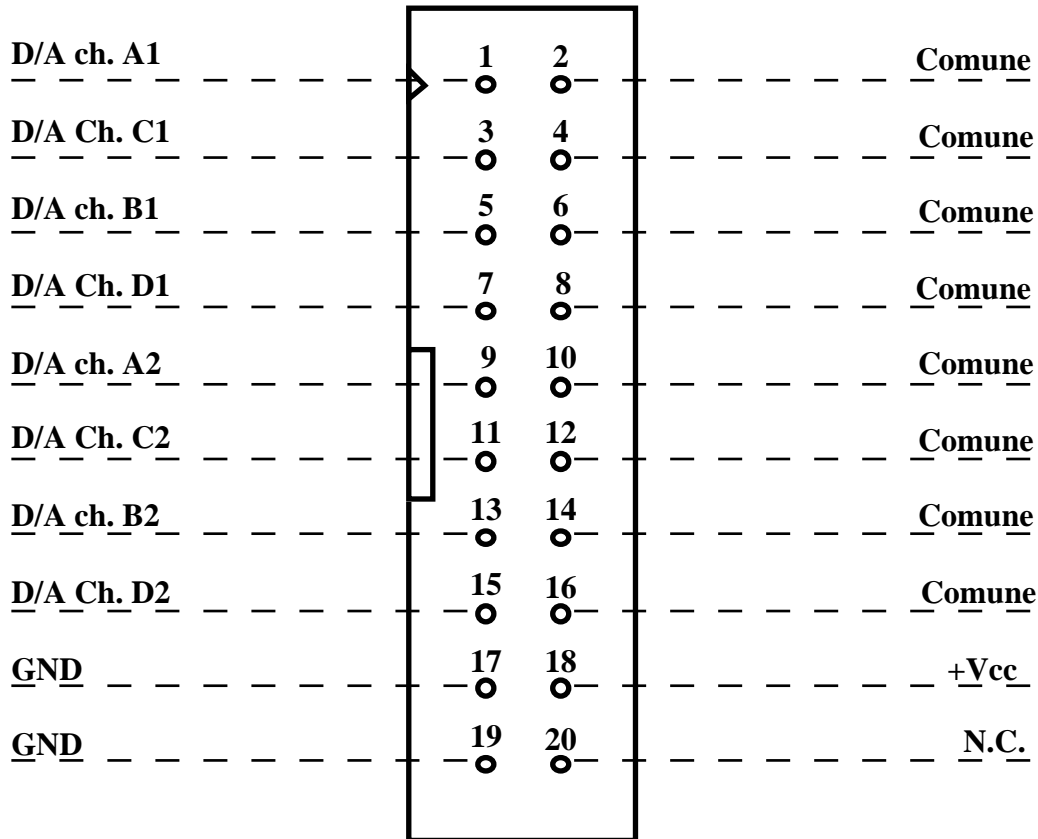 D/A ch. A1 1 2 Comune
D/A Ch. C1 3 4 Comune
D/A ch. B1 5 6 Comune
D/A Ch. D1 7 8 Comune
D/A ch. A2 9 10 Comune
D/A Ch. C2 11 12 Comune
D/A ch. B2 13 14 Comune
D/A Ch. D2 15 16 Comune
GND 17 18 +Vcc
GND 19 20 N.C.